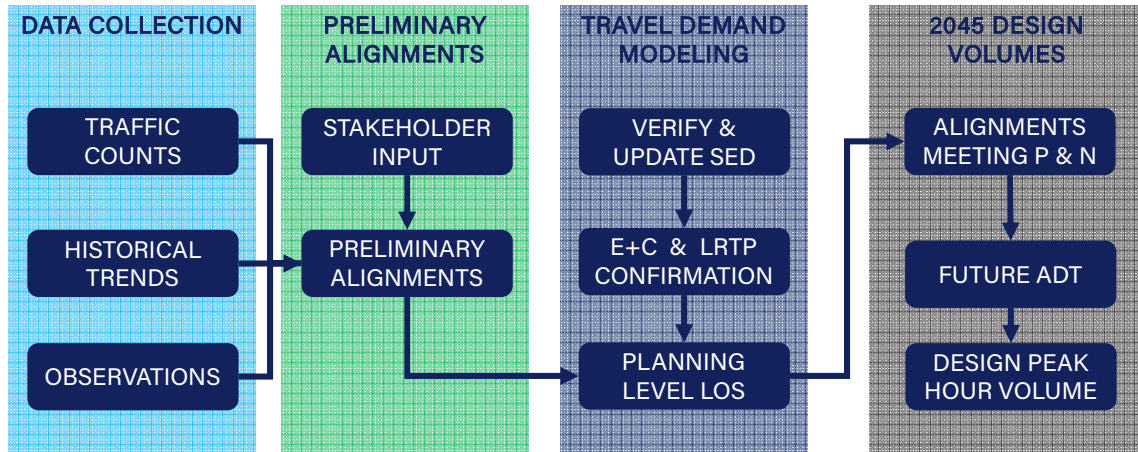 DATA COLLECTION
TRAFFIC
COUNTS
HISTORICAL
TRENDS
OBSERVATIONS
PRELIMINARY
ALIGNMENTS
STAKEHOLDER
INPUT
PRELIMINARY
ALIGNMENTS
TRAVEL DEMAND
MODELING
VERIFY &
UPDATE SED
E+C & LRTP
CONFIRMATION
PLANNING
LEVEL LOS
2045 DESIGN
VOLUMES
ALIGNMENTS
MEETING P & N
FUTURE ADT
DESIGN PEAK
HOUR VOLUME